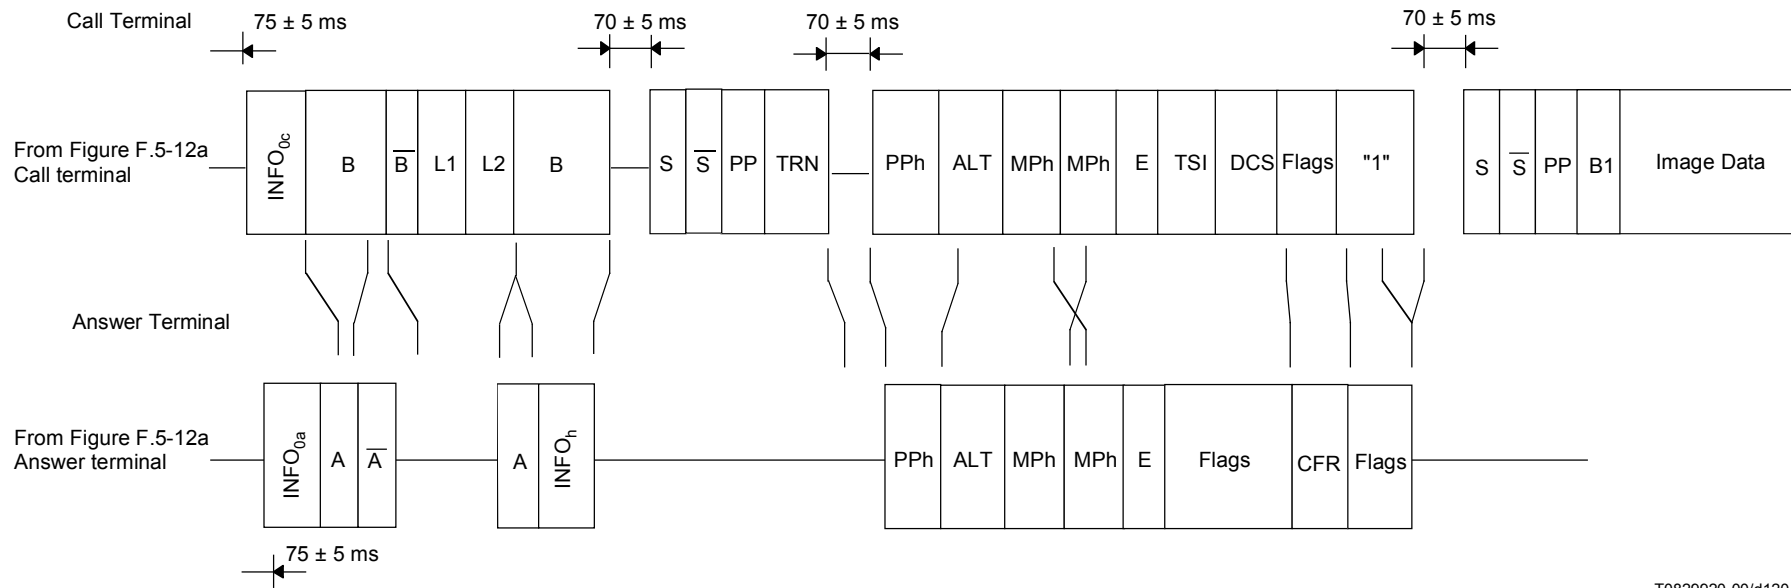 Call Terminal
75 ± 5 ms
70 ± 5 ms
70 ± 5 ms
70 ± 5 ms
From Figure F.5-12a
Call terminal
INFO0c
B
B̅
L1
L2
B
S
S̅
PP
TRN
PPh
ALT
MPh
MPh
E
TSI
DCS
Flags
"1"
S
S̅
PP
B1
Image Data
Answer Terminal
From Figure F.5-12a
Answer terminal
INFO0a
A
A̅
A
INFOh
PPh
ALT
MPh
MPh
E
Flags
CFR
Flags
75 ± 5 ms